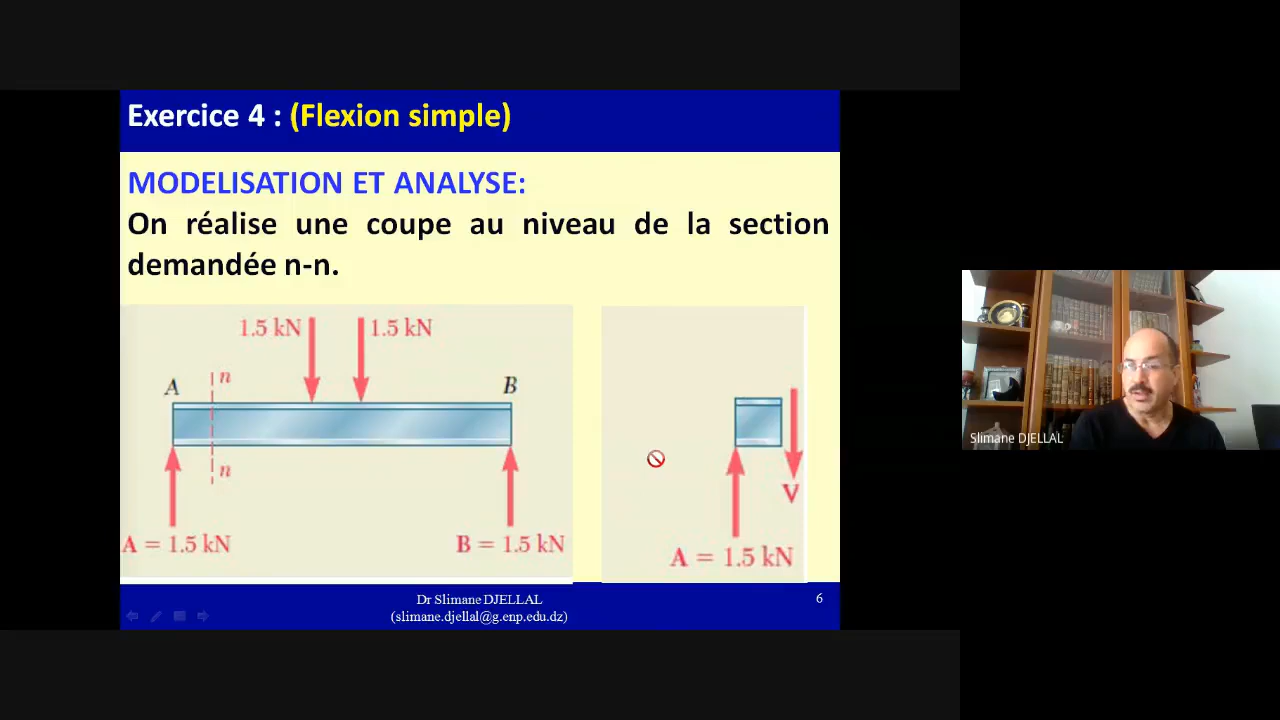 Exercice 4 : (Flexion simple)
MODELISATION ET ANALYSE:
On réalise une coupe au niveau de la section
demandée n-n.
1.5 kN
1.5 kN
A
n
B
n
A = 1.5 kN
B = 1.5 kN
V
A = 1.5 kN
Dr Slimane DJELLAL
(slimane.djellal@g.enp.edu.dz)
6
Slimane DJELLAL